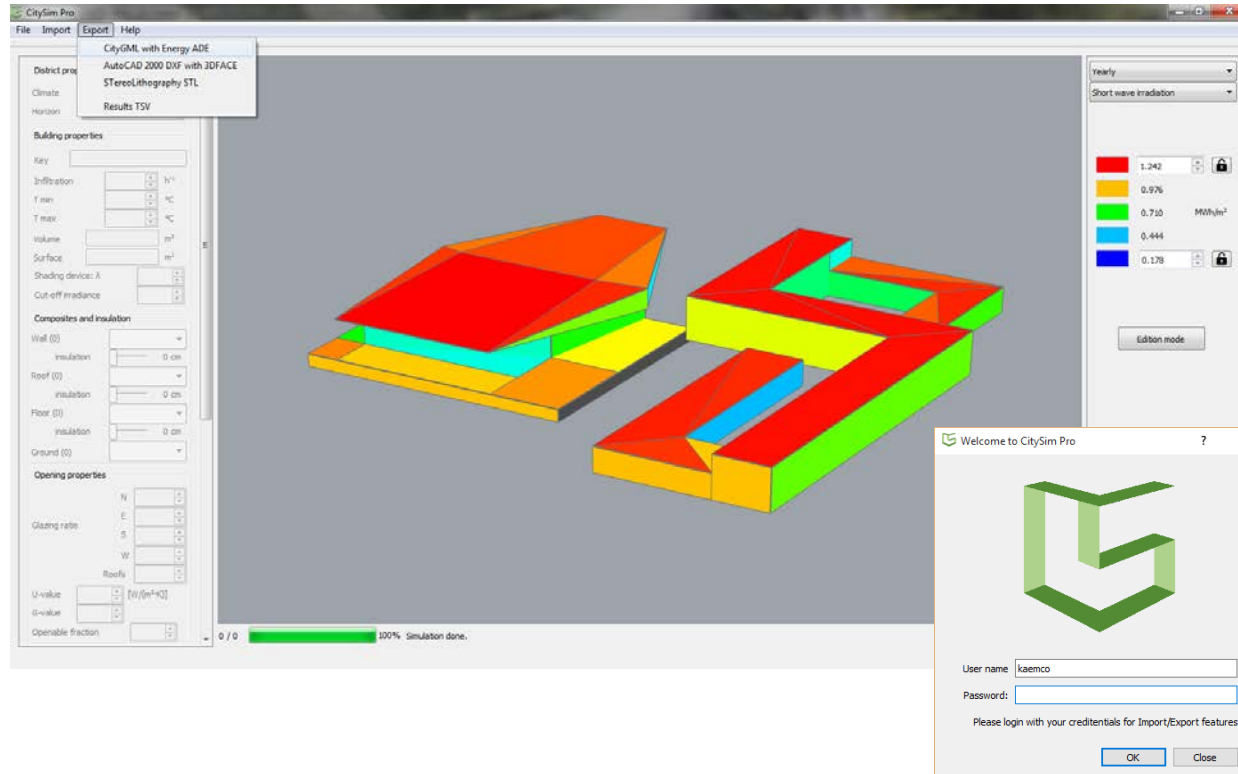 CitySim Pro
File Import Export Help
CityGML with Energy ADE
AutoCAD 2000 DXF with 3DFACE
STereoLithography STL
Results TSV
District prop
Climate
Horizon
Building properties
Key
Infiltration h⁻¹
T min °C
T max °C
Volume m³
Surface m²
Shading device: λ
Cut-off irradiance
Composites and insulation
Wall (0)
insulation 0 cm
Roof (0)
insulation 0 cm
Floor (0)
insulation 0 cm
Ground (0)
Opening properties
N
E
Glazing ratio
S
W
Roofs
U-value [W/(m²·K)]
G-value
Openable fraction
0 / 0 100% Simulation done.
Yearly
Short wave irradiation
1.242
0.976
0.710 MWh/m²
0.444
0.178
Edition mode
Welcome to CitySim Pro ?
User name kaemco
Password:
Please login with your creditentials for Import/Export features
OK Close